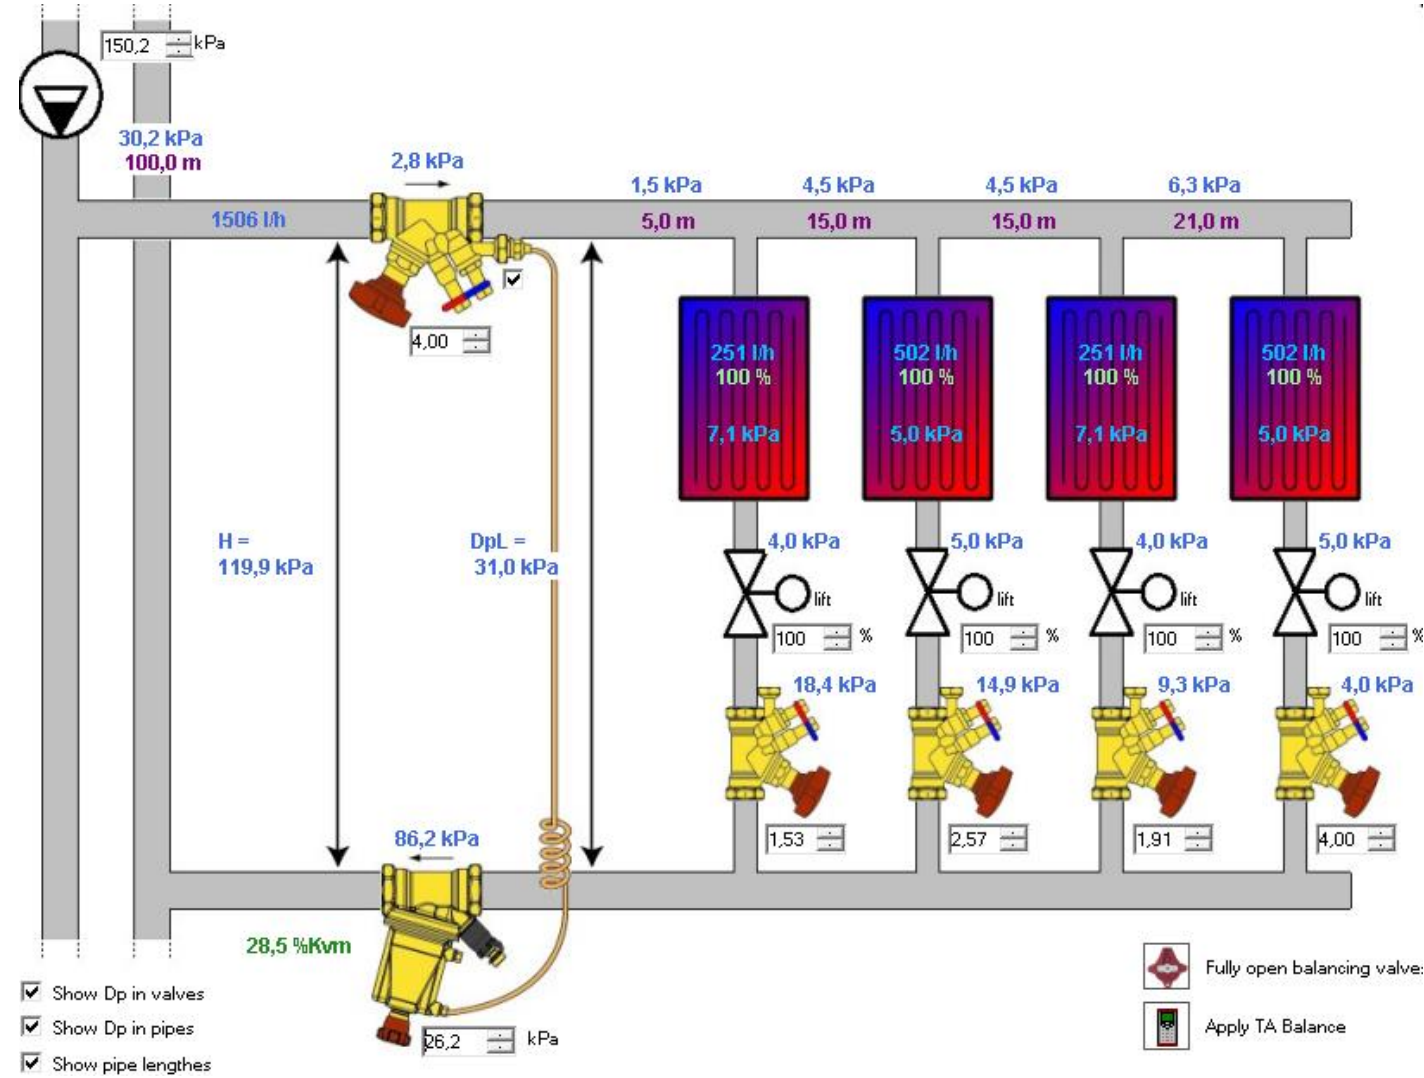 150,2 kPa
30,2 kPa
100,0 m
2,8 kPa
1,5 kPa 4,5 kPa 4,5 kPa 6,3 kPa
1506 l/h
5,0 m 15,0 m 15,0 m 21,0 m
4,00
251 l/h 502 l/h 251 l/h 502 l/h
100 % 100 % 100 % 100 %
7,1 kPa 5,0 kPa 7,1 kPa 5,0 kPa
H =
119,9 kPa
DpL =
31,0 kPa
4,0 kPa 5,0 kPa 4,0 kPa 5,0 kPa
lift lift lift lift
100 % 100 % 100 % 100 %
18,4 kPa 14,9 kPa 9,3 kPa 4,0 kPa
1,53 2,57 1,91 4,00
86,2 kPa
28,5 %Kvm
26,2 kPa
Show Dp in valves
Show Dp in pipes
Show pipe lengthes
Fully open balancing valve
Apply TA Balance